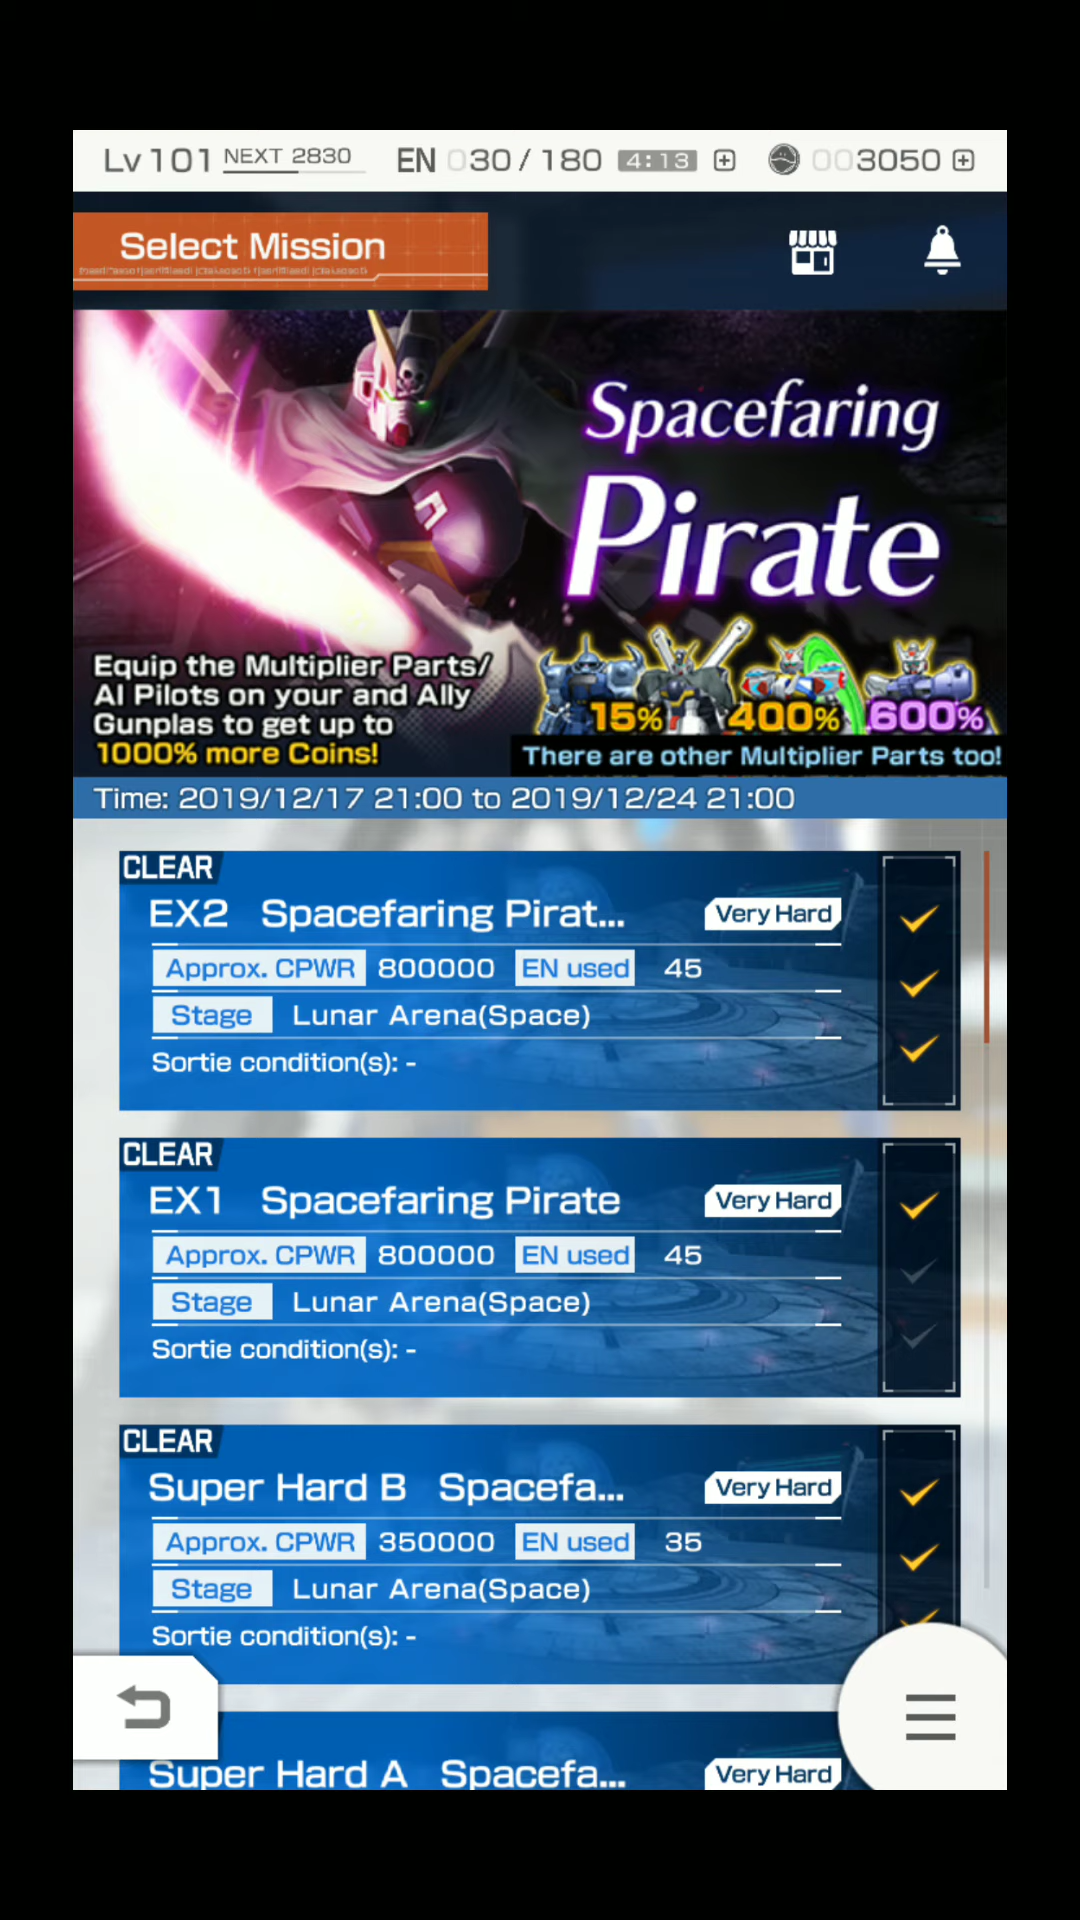 Lv 101 NEXT 2830 EN 030 / 180 4:13 003050
Select Mission
Spacefaring
Pirate
Equip the Multiplier Parts/
AI Pilots on your and Ally
Gunplas to get up to
1000% more Coins!
15% 400% 600%
There are other Multiplier Parts too!
Time: 2019/12/17 21:00 to 2019/12/24 21:00
CLEAR
EX2 Spacefaring Pirat... Very Hard
Approx. CPWR 800000 EN used 45
Stage Lunar Arena(Space)
Sortie condition(s): -
CLEAR
EX1 Spacefaring Pirate Very Hard
Approx. CPWR 800000 EN used 45
Stage Lunar Arena(Space)
Sortie condition(s): -
CLEAR
Super Hard B Spacefa... Very Hard
Approx. CPWR 350000 EN used 35
Stage Lunar Arena(Space)
Sortie condition(s): -
Super Hard A Spacefa... Very Hard